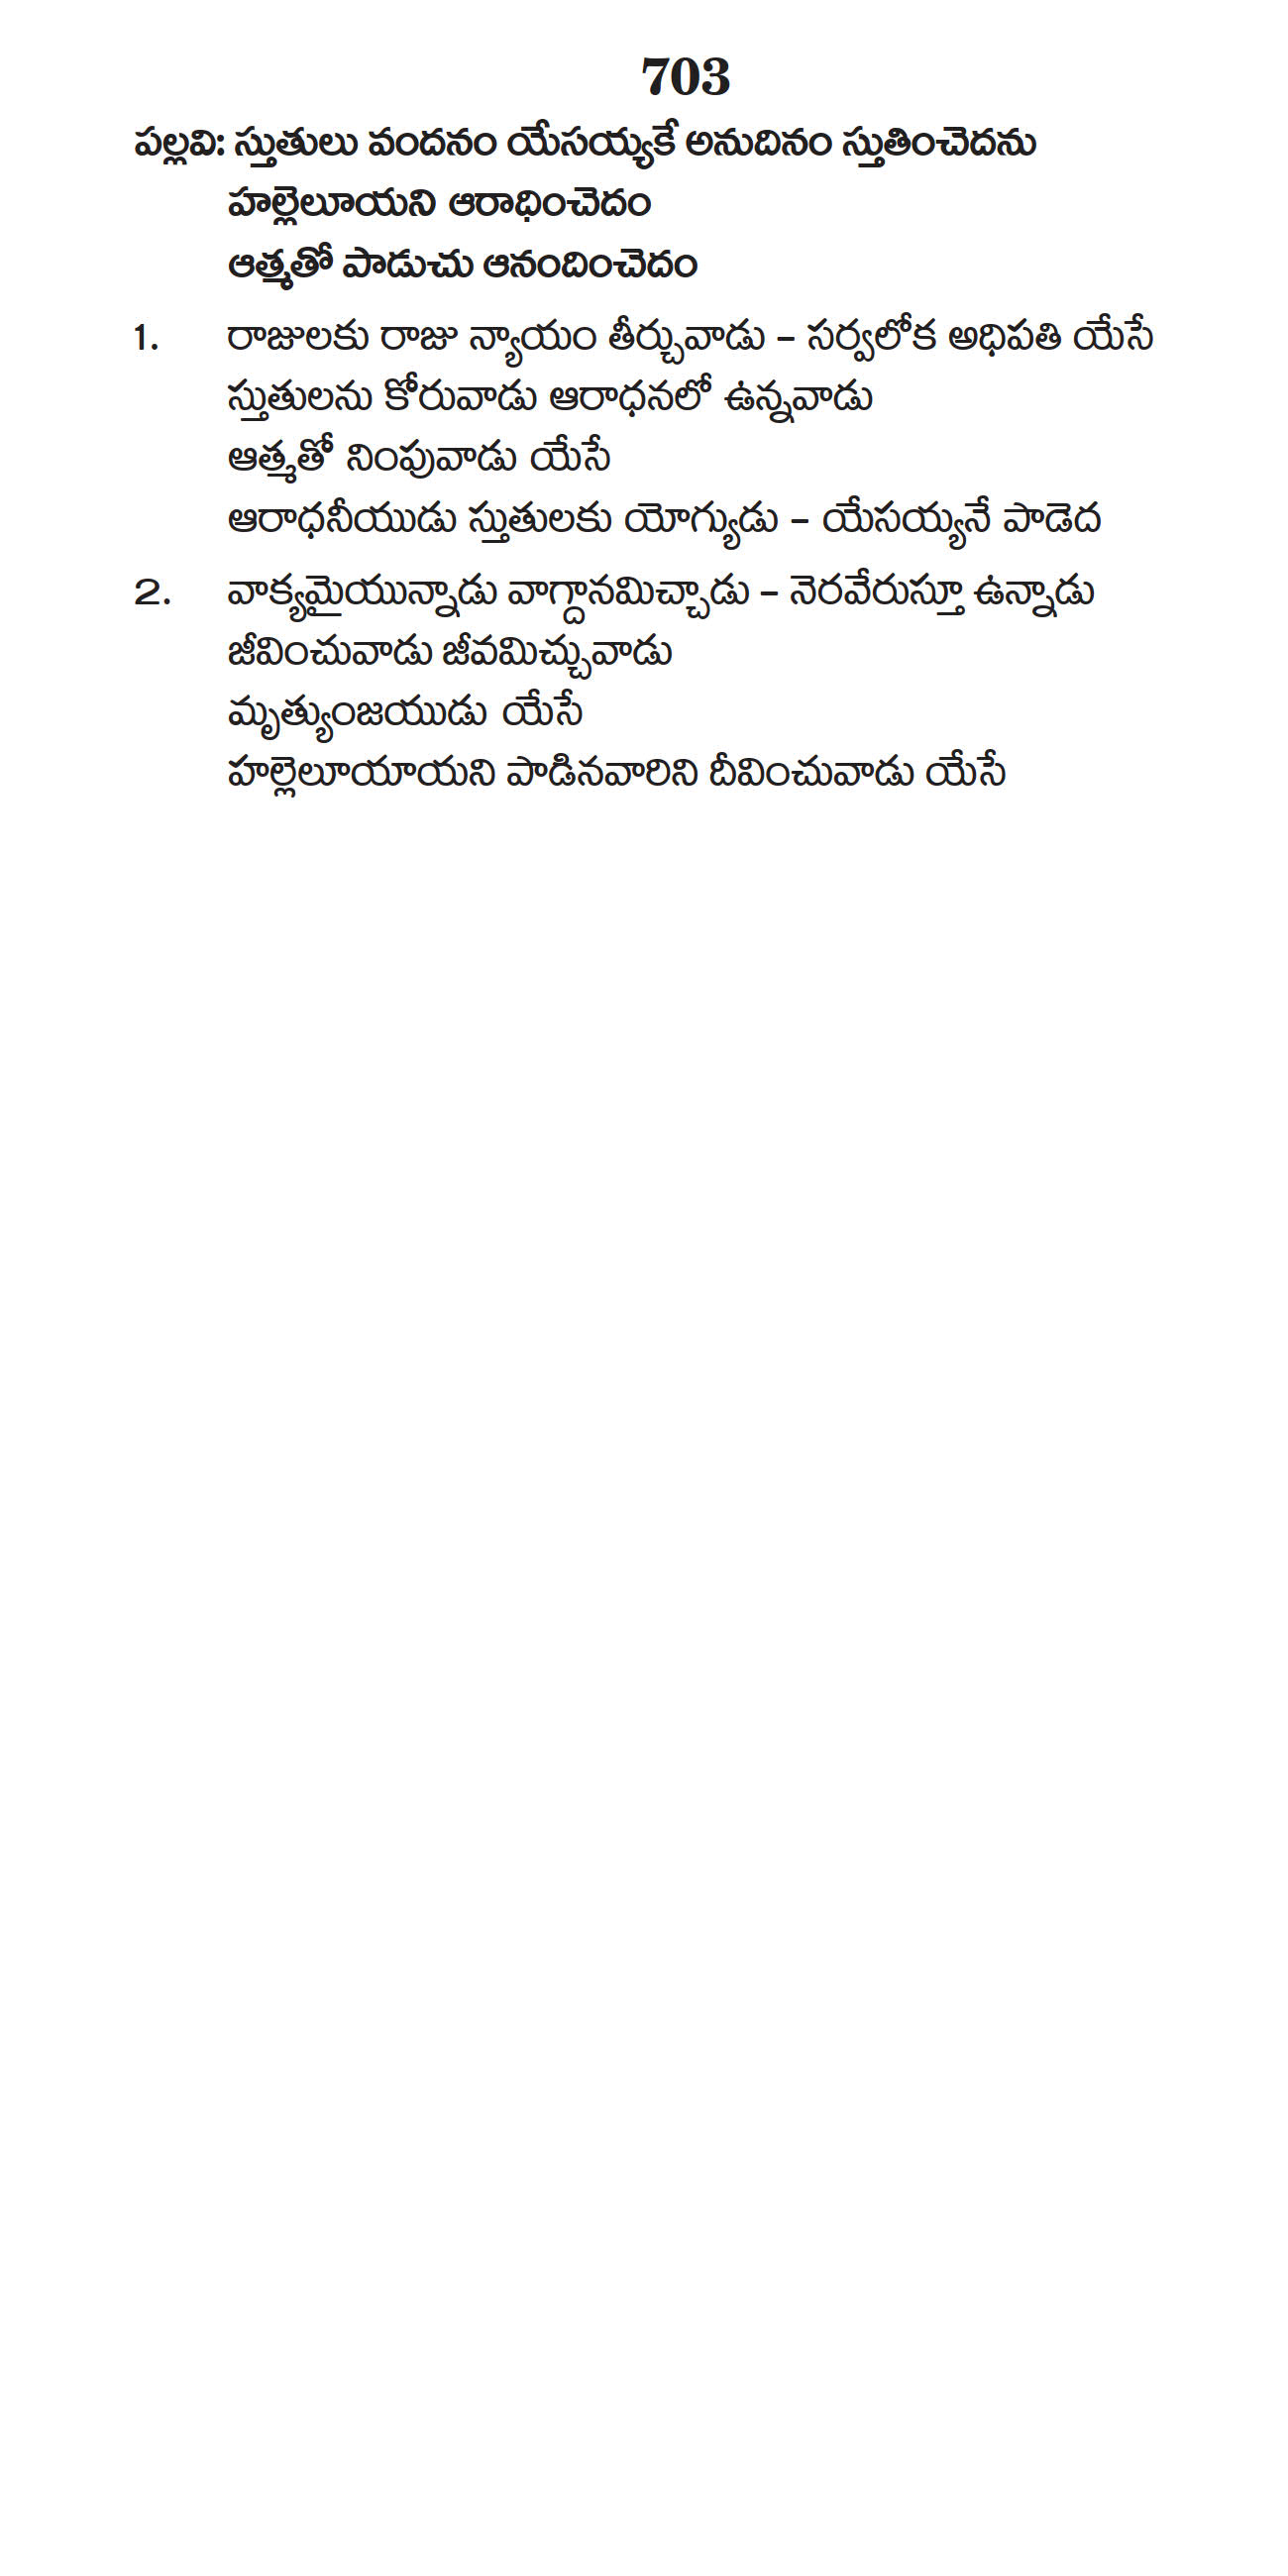 703
పల్లవి: స్తుతులు వందనం యేసయ్యకే అనుదినం స్తుతించెదను
హల్లెలూయని ఆరాధించెదం
ఆత్మతో పాడుచు ఆనందించెదం
1. రాజులకు రాజు న్యాయం తీర్చువాడు – సర్వలోక అధిపతి యేసే
స్తుతులను కోరువాడు ఆరాధనలో ఉన్నవాడు
ఆత్మతో నింపువాడు యేసే
ఆరాధనీయుడు స్తుతులకు యోగ్యుడు – యేసయ్యనే పాడెద
2. వాక్యమైయున్నాడు వాగ్దానమిచ్చాడు – నెరవేరుస్తూ ఉన్నాడు
జీవించువాడు జీవమిచ్చువాడు
మృత్యుంజయుడు యేసే
హల్లెలూయాయని పాడినవారిని దీవించువాడు యేసే